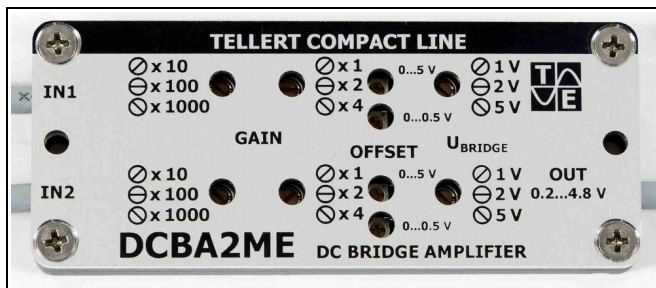 TELLERT COMPACT LINE
IN1 x 10 x 1 0...5 V 1 V T
x 100 x 2 2 V E
x 1000 x 4 0...0.5 V 5 V
GAIN OFFSET UBRIDGE
IN2 x 10 x 1 0...5 V 1 V OUT
x 100 x 2 2 V 0.2...4.8 V
x 1000 x 4 0...0.5 V 5 V
DCBA2ME DC BRIDGE AMPLIFIER